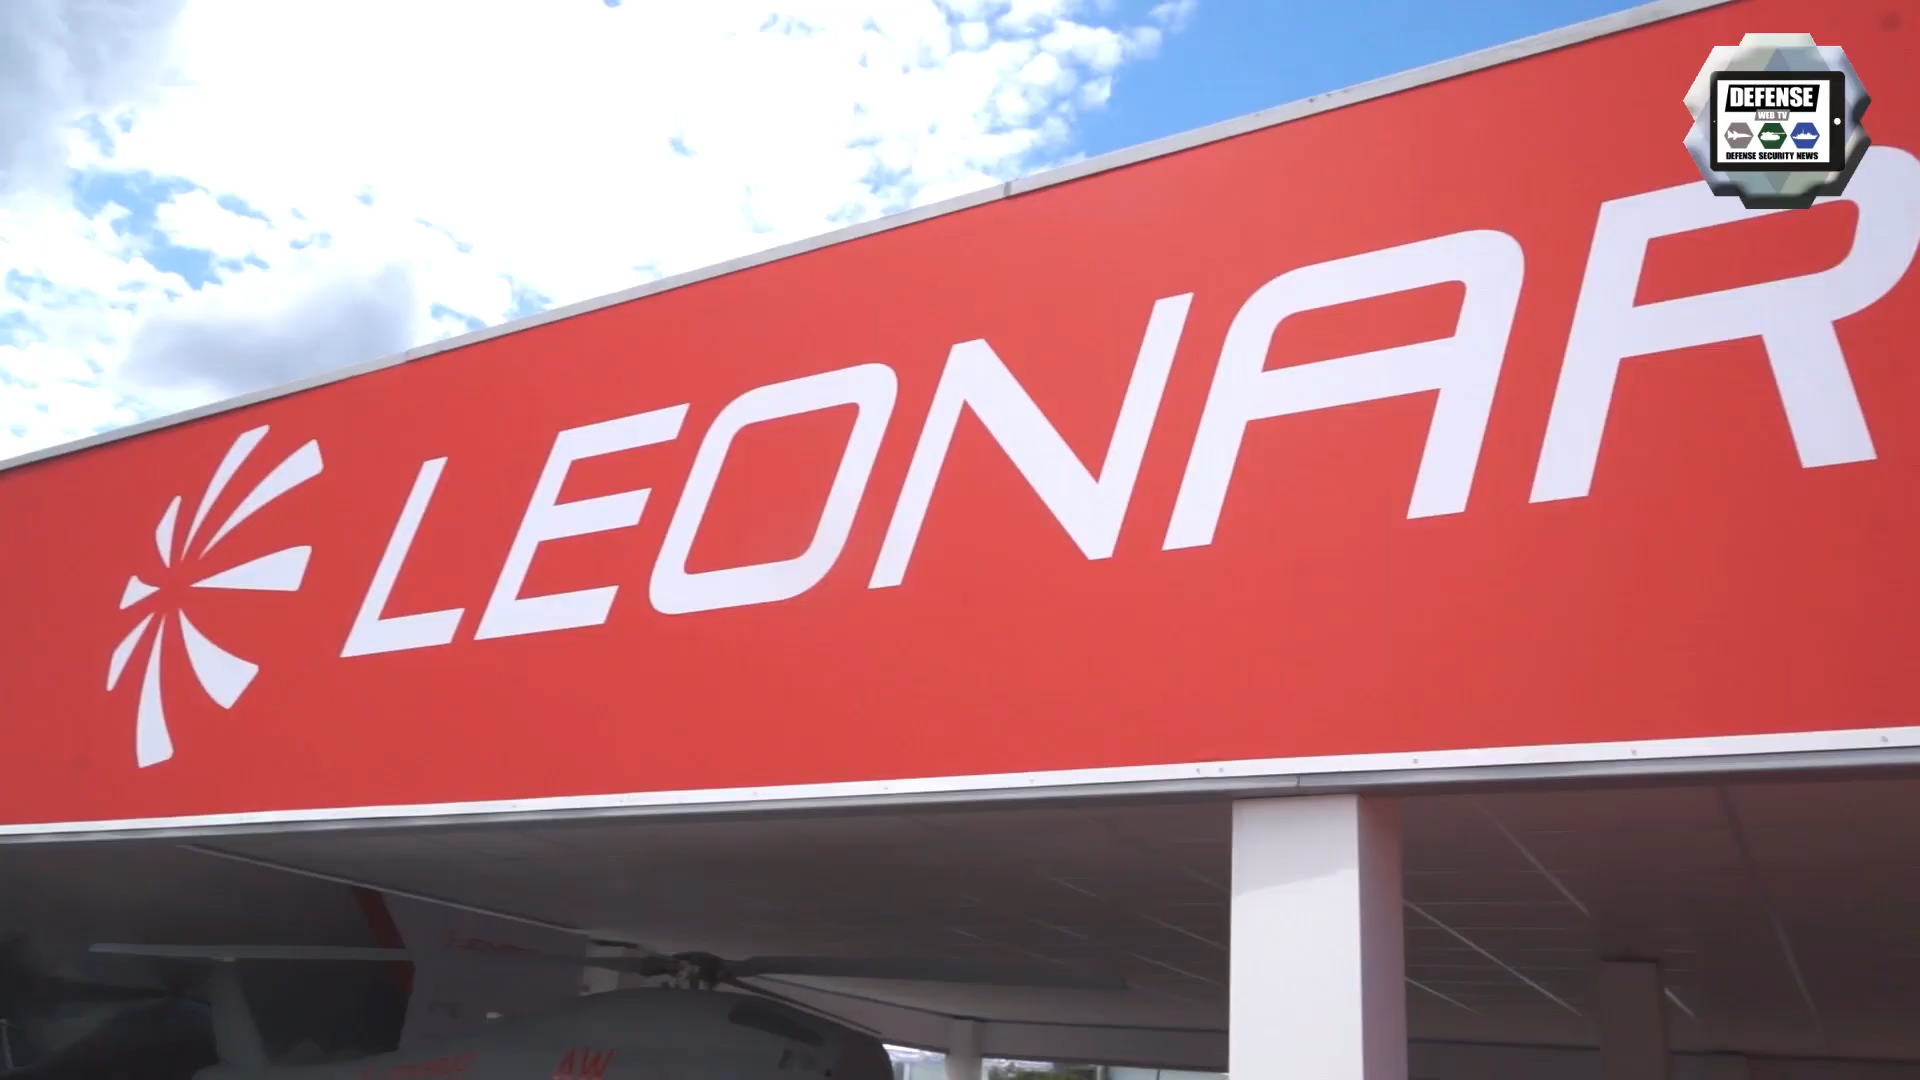 DEFENSE
WEB TV
DEFENSE SECURITY NEWS
LEONAR
AW